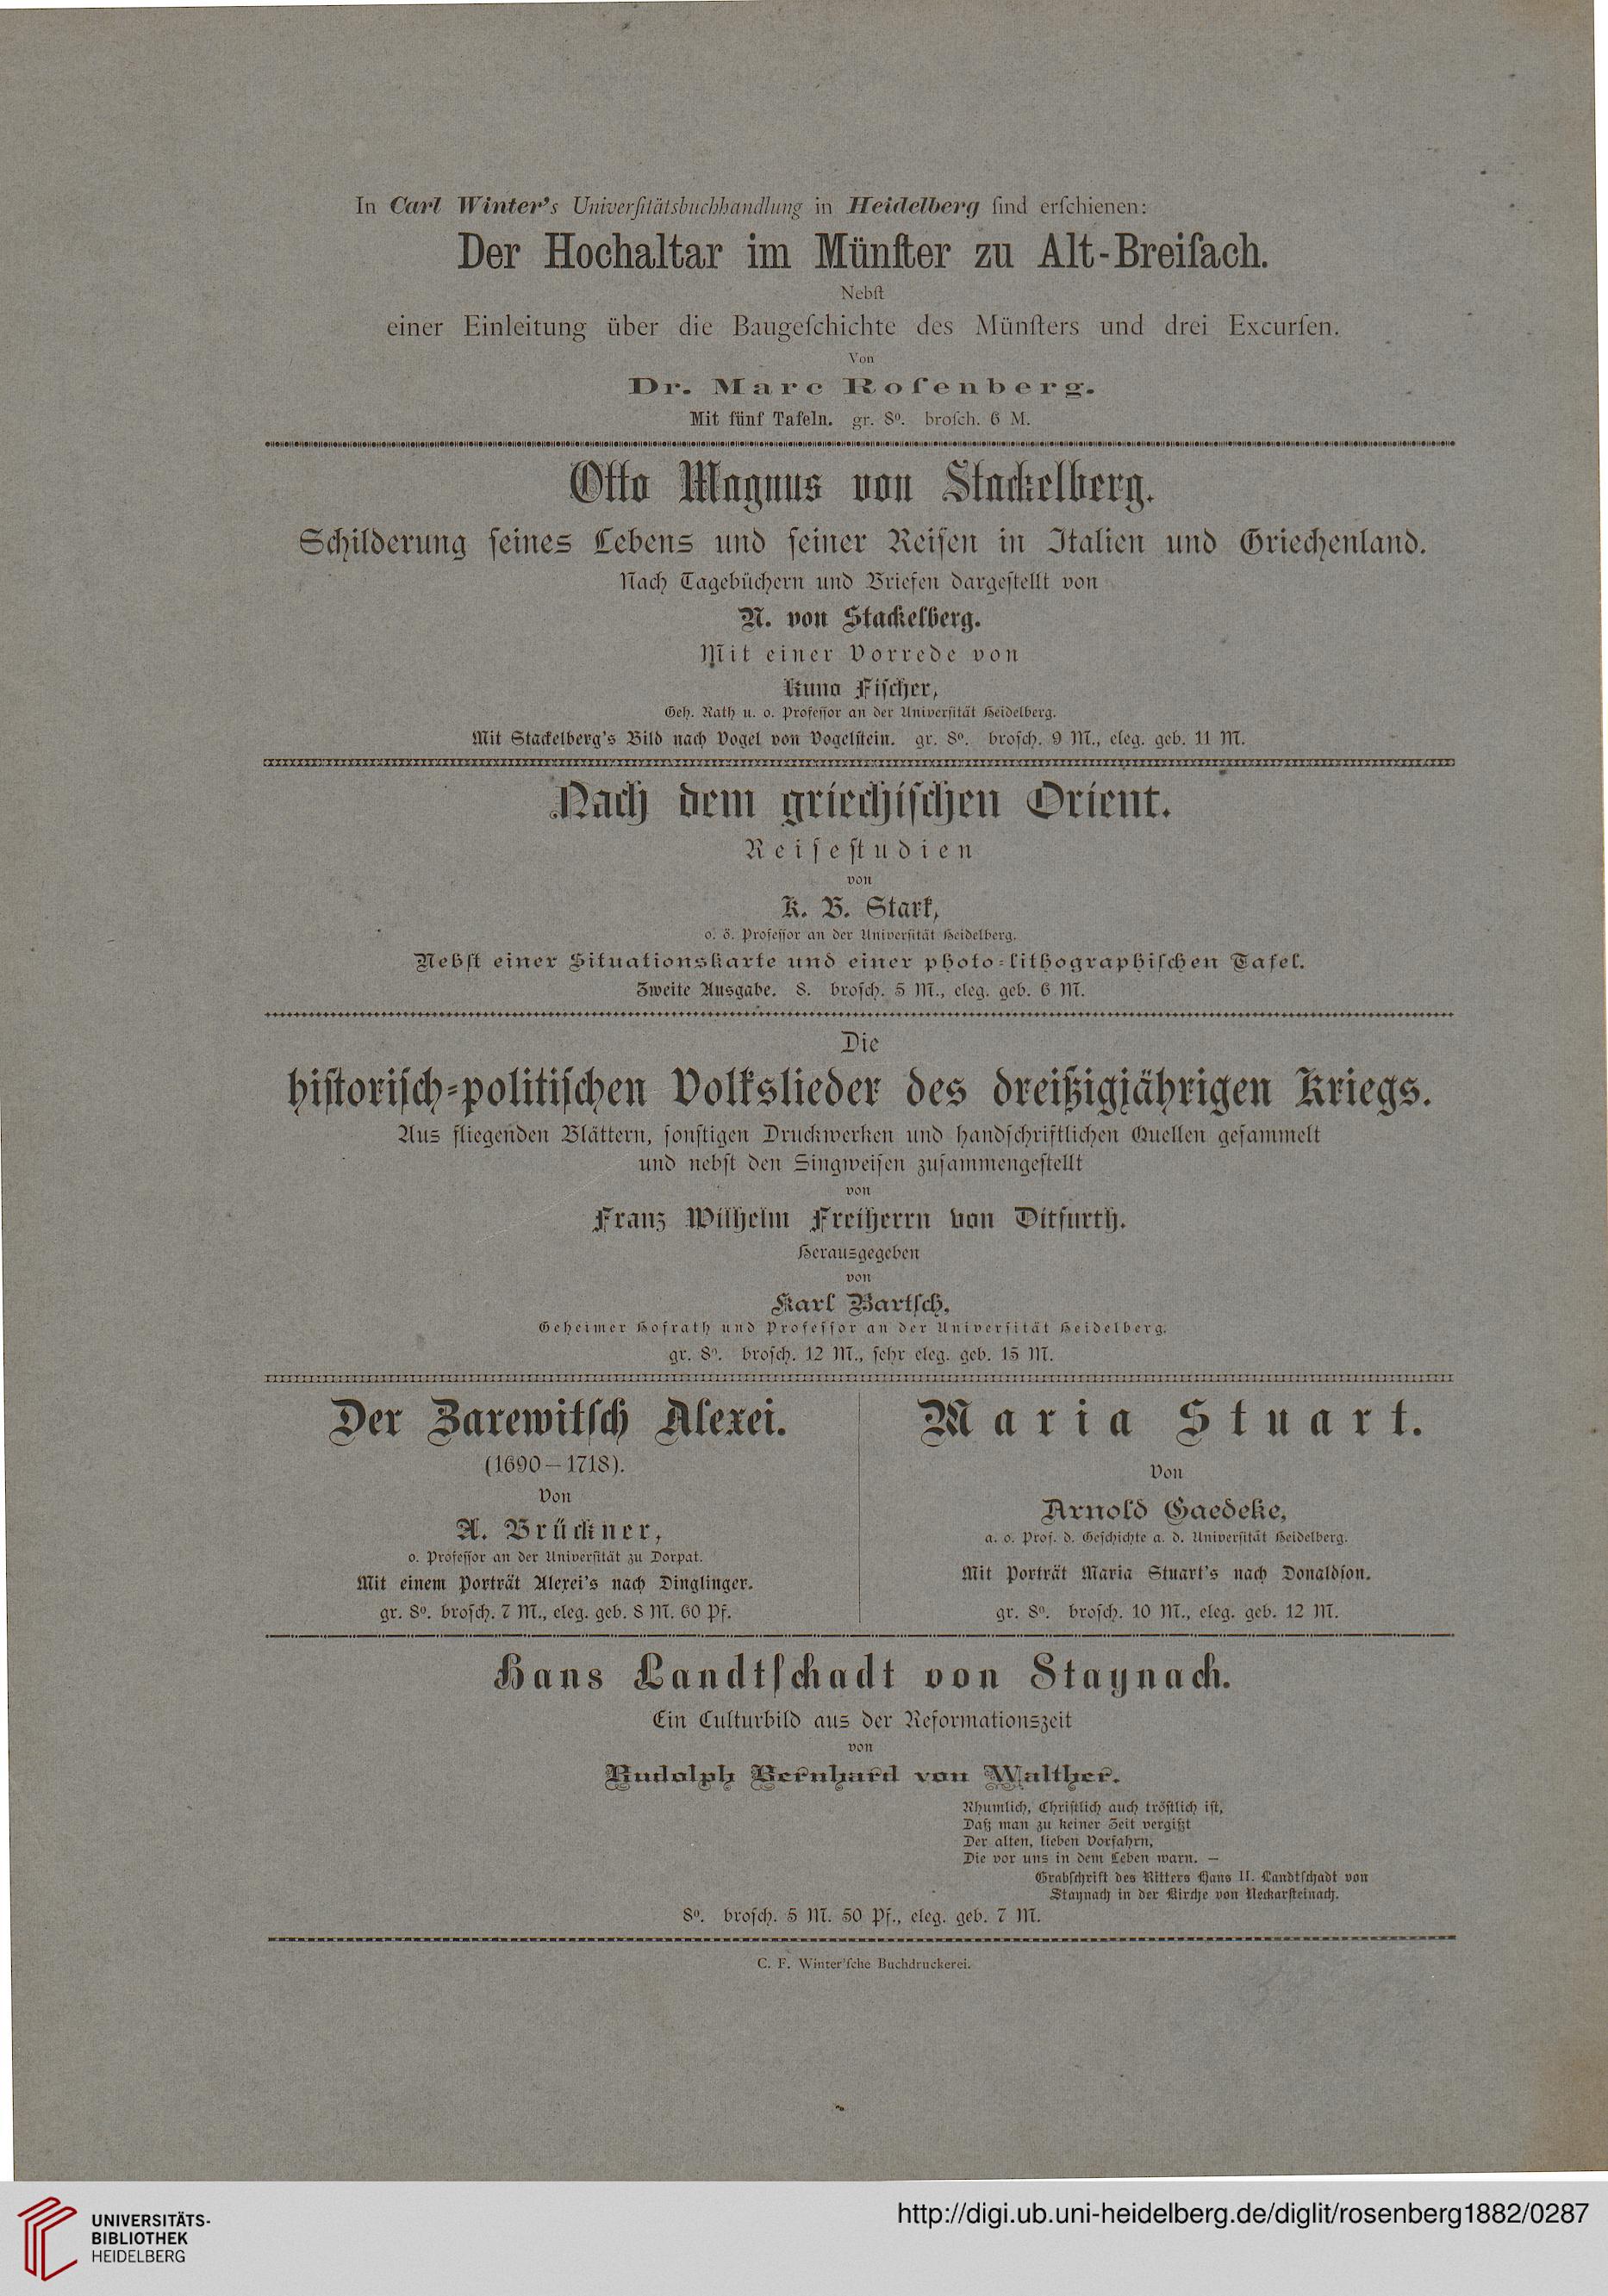 In Carl Winter's Univerſitätsbuchhandlung in Heidelberg ſind erſchienen:
Der Hochaltar im Münſter zu Alt-Breiſach.
Nebſt
einer Einleitung über die Baugeſchichte des Münſters und drei Excurſen.
Von
Dr. Marc Roſenberg.
Mit fünf Tafeln. gr. 8º. broſch. 6 M.
Otto Magnus von Stackelberg.
Schilderung ſeines Lebens und ſeiner Reiſen in Italien und Griechenland.
Nach Tagebüchern und Briefen dargeſtellt von
N. von Stackelberg.
Mit einer Vorrede von
Kuno Fiſcher,
Geh. Rath u. o. Profeſſor an der Univerſität Heidelberg.
Mit Stackelberg's Bild nach Vogel von Vogelſtein. gr. 8º. broſch. 9 M., eleg. geb. 11 M.
Nach dem griechiſchen Orient.
Reiſeſtudien
von
K. B. Stark,
o. ö. Profeſſor an der Univerſität Heidelberg.
Nebſt einer Situationskarte und einer photo-lithographiſchen Tafel.
Zweite Ausgabe. 8. broſch. 5 M., eleg. geb. 6 M.
Die
hiſtoriſch-politiſchen Volkslieder des dreißigjährigen Kriegs.
Aus fliegenden Blättern, ſonſtigen Druckwerken und handſchriftlichen Quellen geſammelt
und nebſt den Singweiſen zuſammengeſtellt
von
Franz Wilhelm Freiherrn von Ditfurth.
Herausgegeben
von
Karl Bartſch,
Geheimer Hofrath und Profeſſor an der Univerſität Heidelberg.
gr. 8º. broſch. 12 M., ſehr eleg. geb. 15 M.
Der Zarewitſch Alexei.
(1690—1718).
Von
A. Brückner,
o. Profeſſor an der Univerſität zu Dorpat.
Mit einem Porträt Alexei's nach Dinglinger.
gr. 8º. broſch. 7 M., eleg. geb. 8 M. 60 Pf.
Maria Stuart.
Von
Arnold Gaedeke,
a. o. Prof. d. Geſchichte a. d. Univerſität Heidelberg.
Mit Porträt Maria Stuart's nach Donaldſon.
gr. 8º. broſch. 10 M., eleg. geb. 12 M.
Hans Landtſchadt von Staynach.
Ein Culturbild aus der Reformationszeit
von
Rudolph Bernhard von Walther.
Rhumlich, Chriſtlich auch tröſtlich iſt,
Daß man zu keiner Zeit vergißt
Der alten, lieben Vorfahrn,
Die vor uns in dem Leben warn. —
Grabſchrift des Ritters Hans II. Landtſchadt von
Staynach in der Kirche von Neckarſteinach.
8º. broſch. 5 M. 50 Pf., eleg. geb. 7 M.
C. F. Winter'ſche Buchdruckerei.
UNIVERSITÄTS-
BIBLIOTHEK
HEIDELBERG
http://digi.ub.uni-heidelberg.de/diglit/rosenberg1882/0287